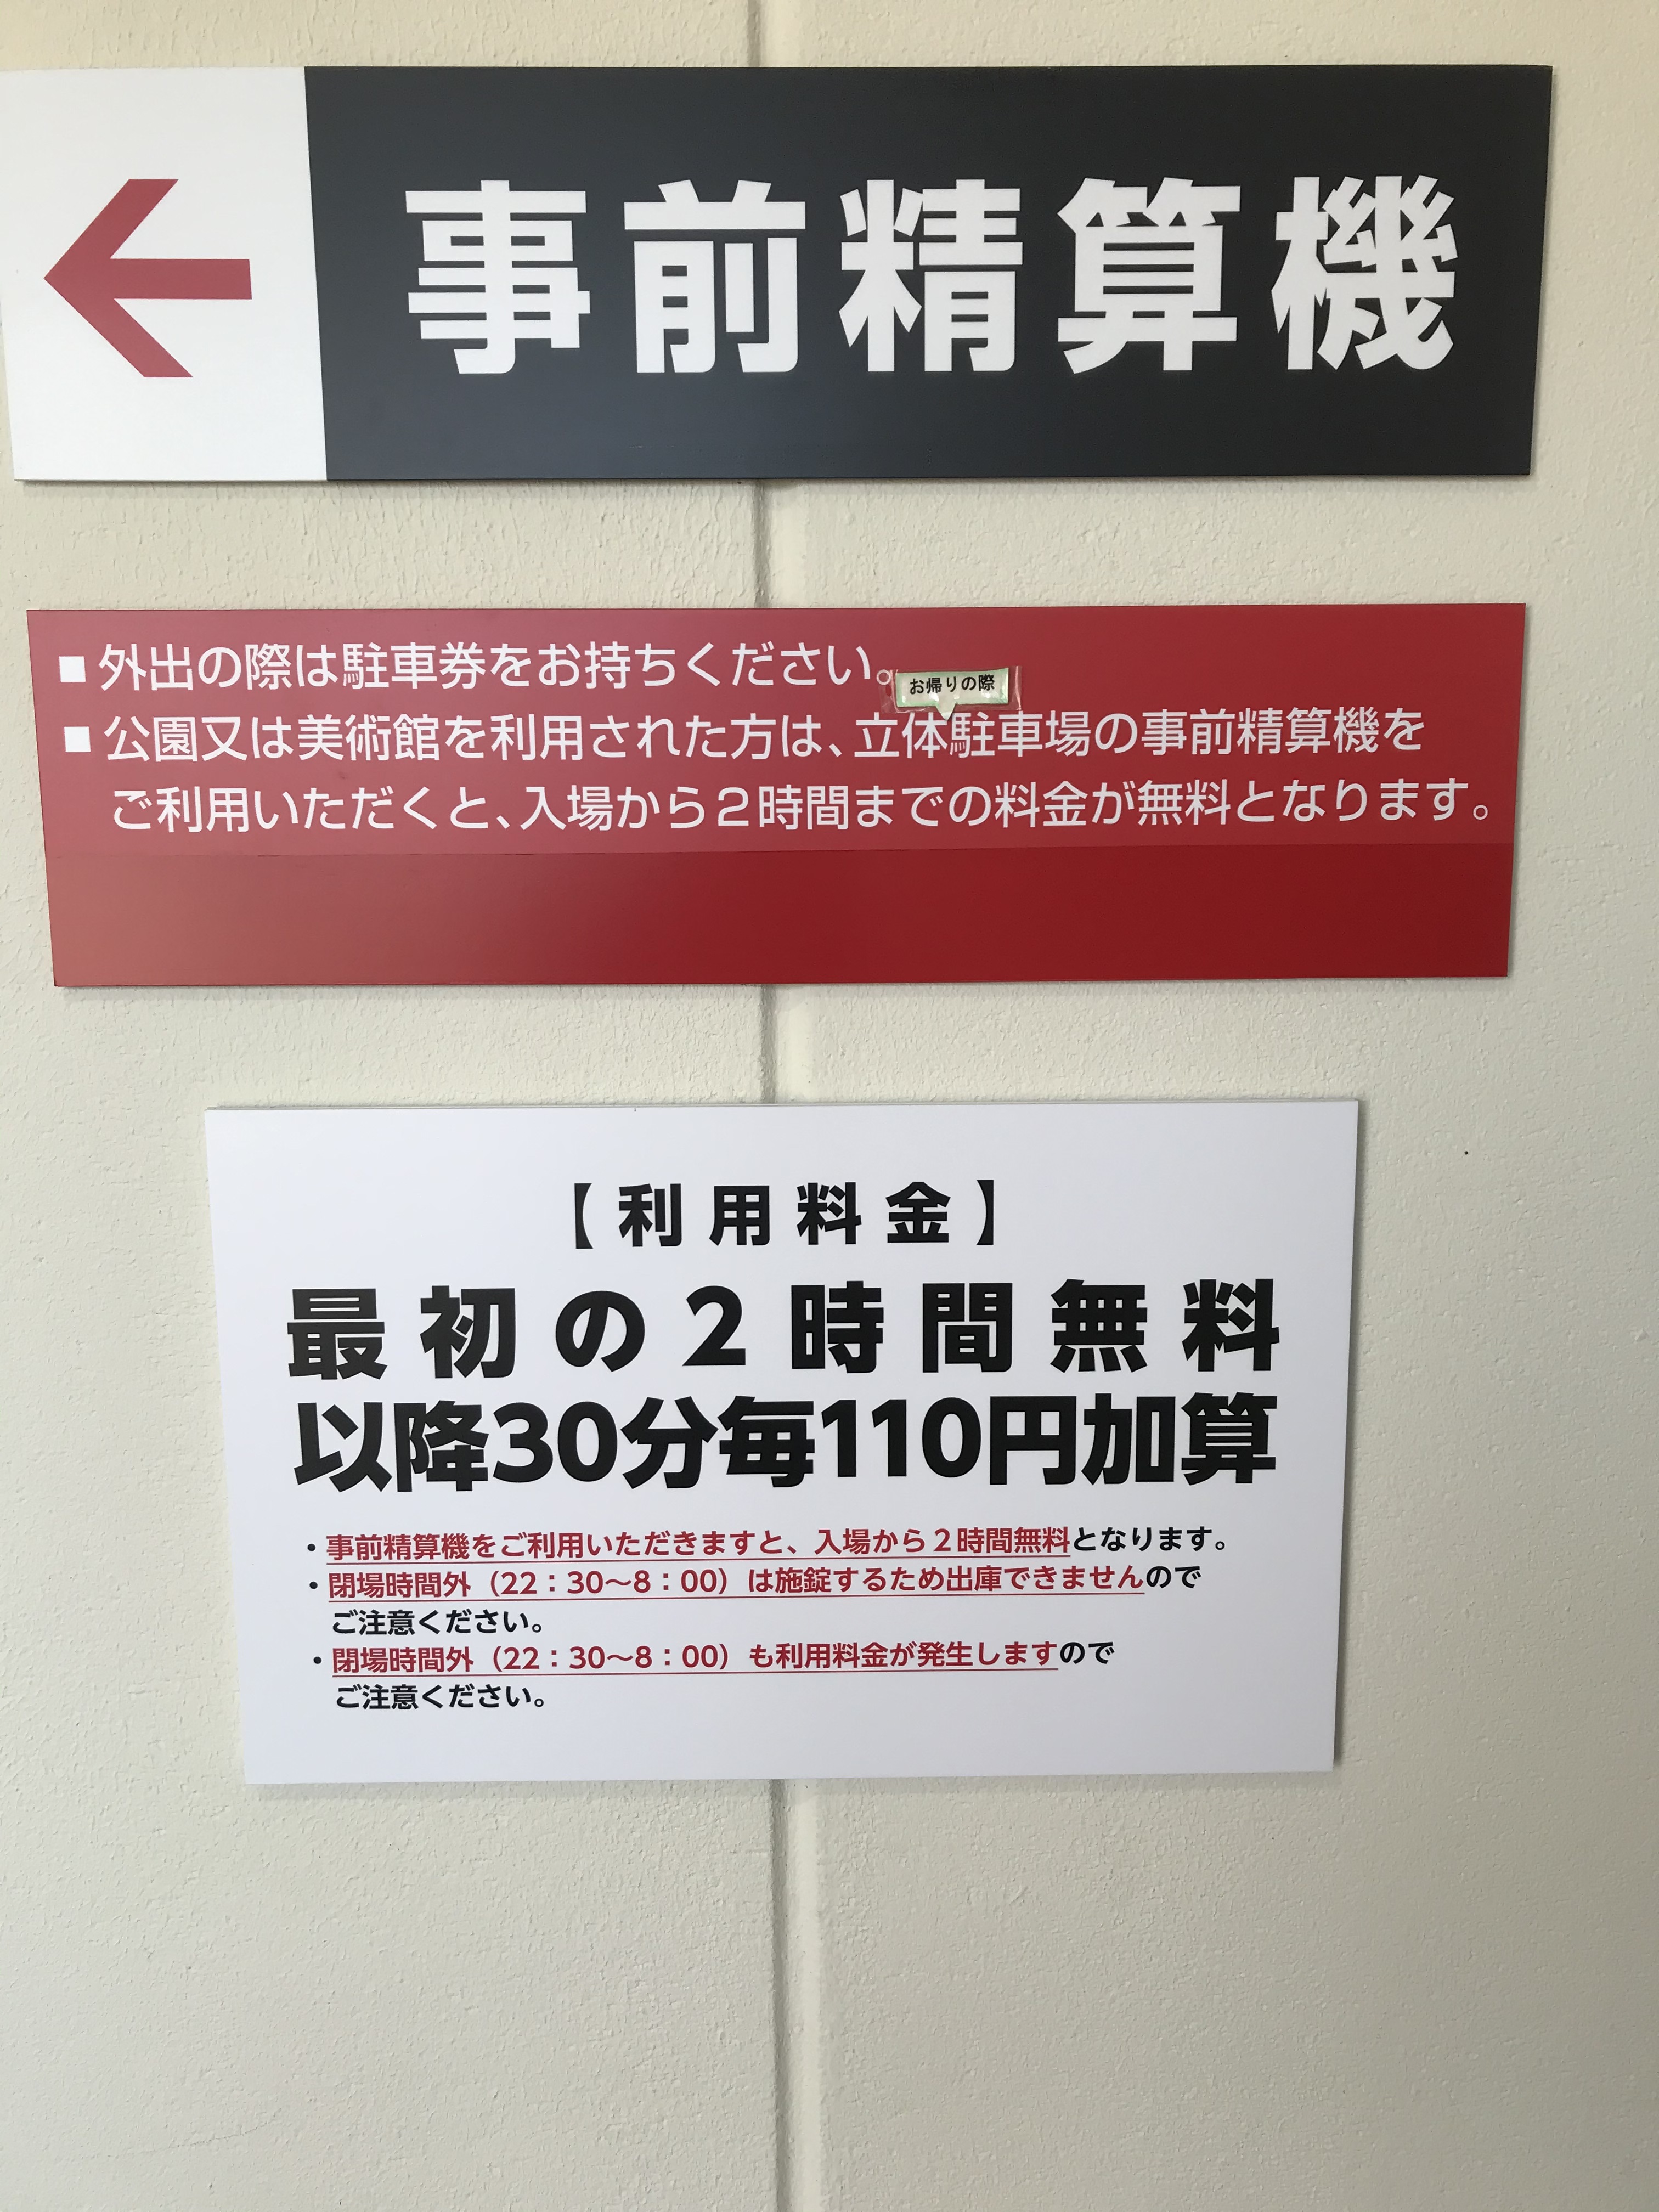 事前精算機
■外出の際は駐車券をお持ちください。
お帰りの際
■公園又は美術館を利用された方は、立体駐車場の事前精算機を
ご利用いただくと、入場から2時間までの料金が無料となります。
【利用料金】
最初の2時間無料
以降30分毎110円加算
・事前精算機をご利用いただきますと、入場から2時間無料となります。
・閉場時間外（22：30～8：00）は施錠するため出庫できませんので
ご注意ください。
・閉場時間外（22：30～8：00）も利用料金が発生しますので
ご注意ください。